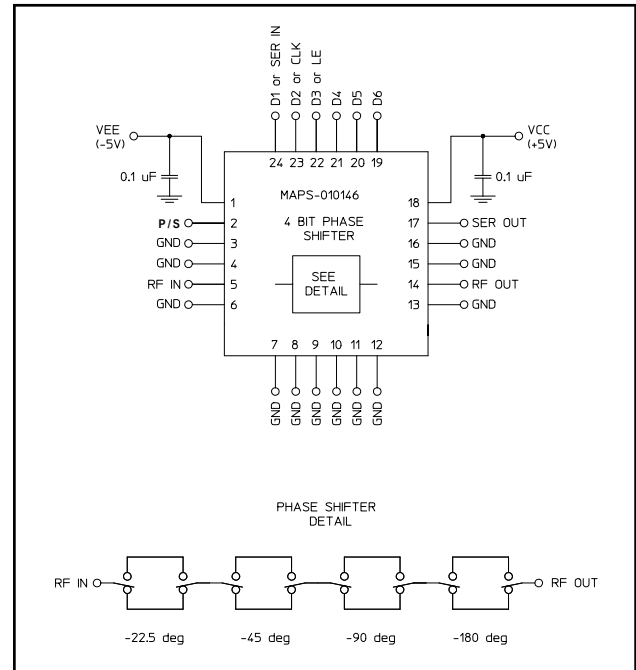 D1 or SER IN
D2 or CLK
D3 or LE
D4
D5
D6
VEE
(-5V)
VCC
(+5V)
24 23 22 21 20 19
0.1 uF
0.1 uF
MAPS-010146
4 BIT PHASE
SHIFTER
SEE
DETAIL
1
P/S 2
GND 3
GND 4
RF IN 5
GND 6
18
17 SER OUT
16 GND
15 GND
14 RF OUT
13 GND
7 8 9 10 11 12
GND GND GND GND GND GND
PHASE SHIFTER
DETAIL
RF IN
RF OUT
-22.5 deg -45 deg -90 deg -180 deg